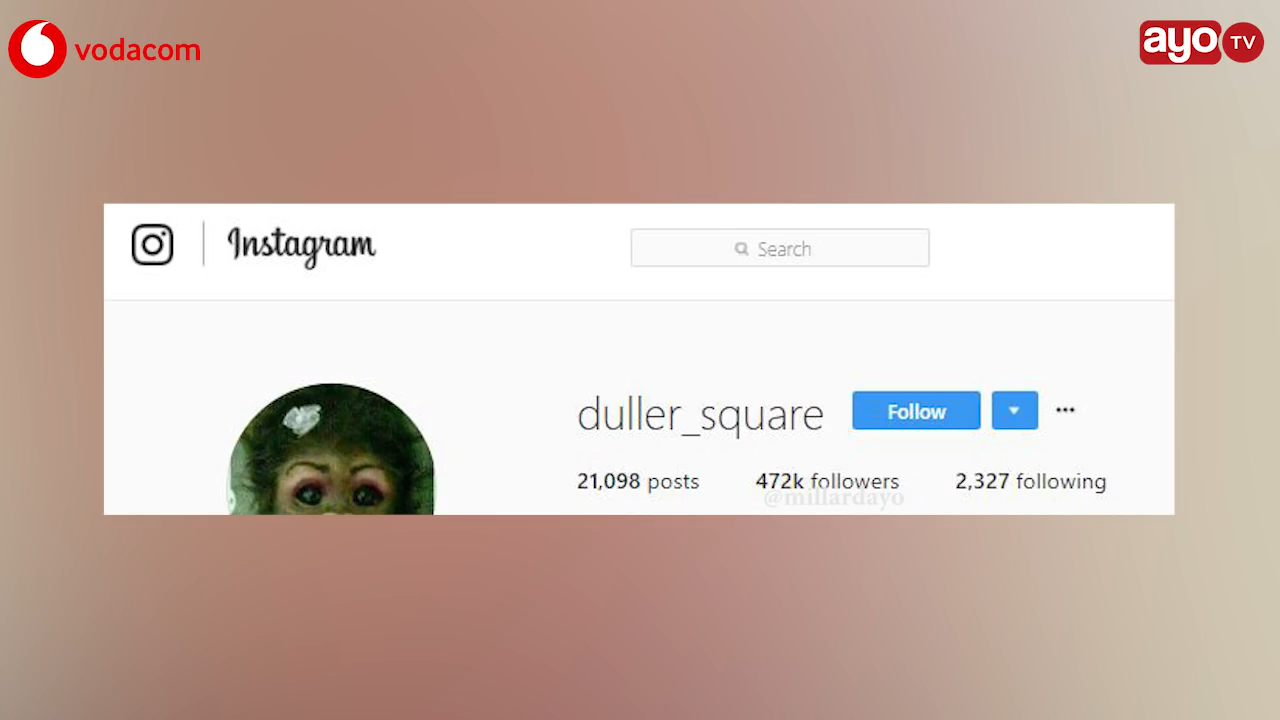 vodacom
ayo TV
Instagram
Search
duller_square
Follow
21,098 posts 472k followers 2,327 following
@millardayo